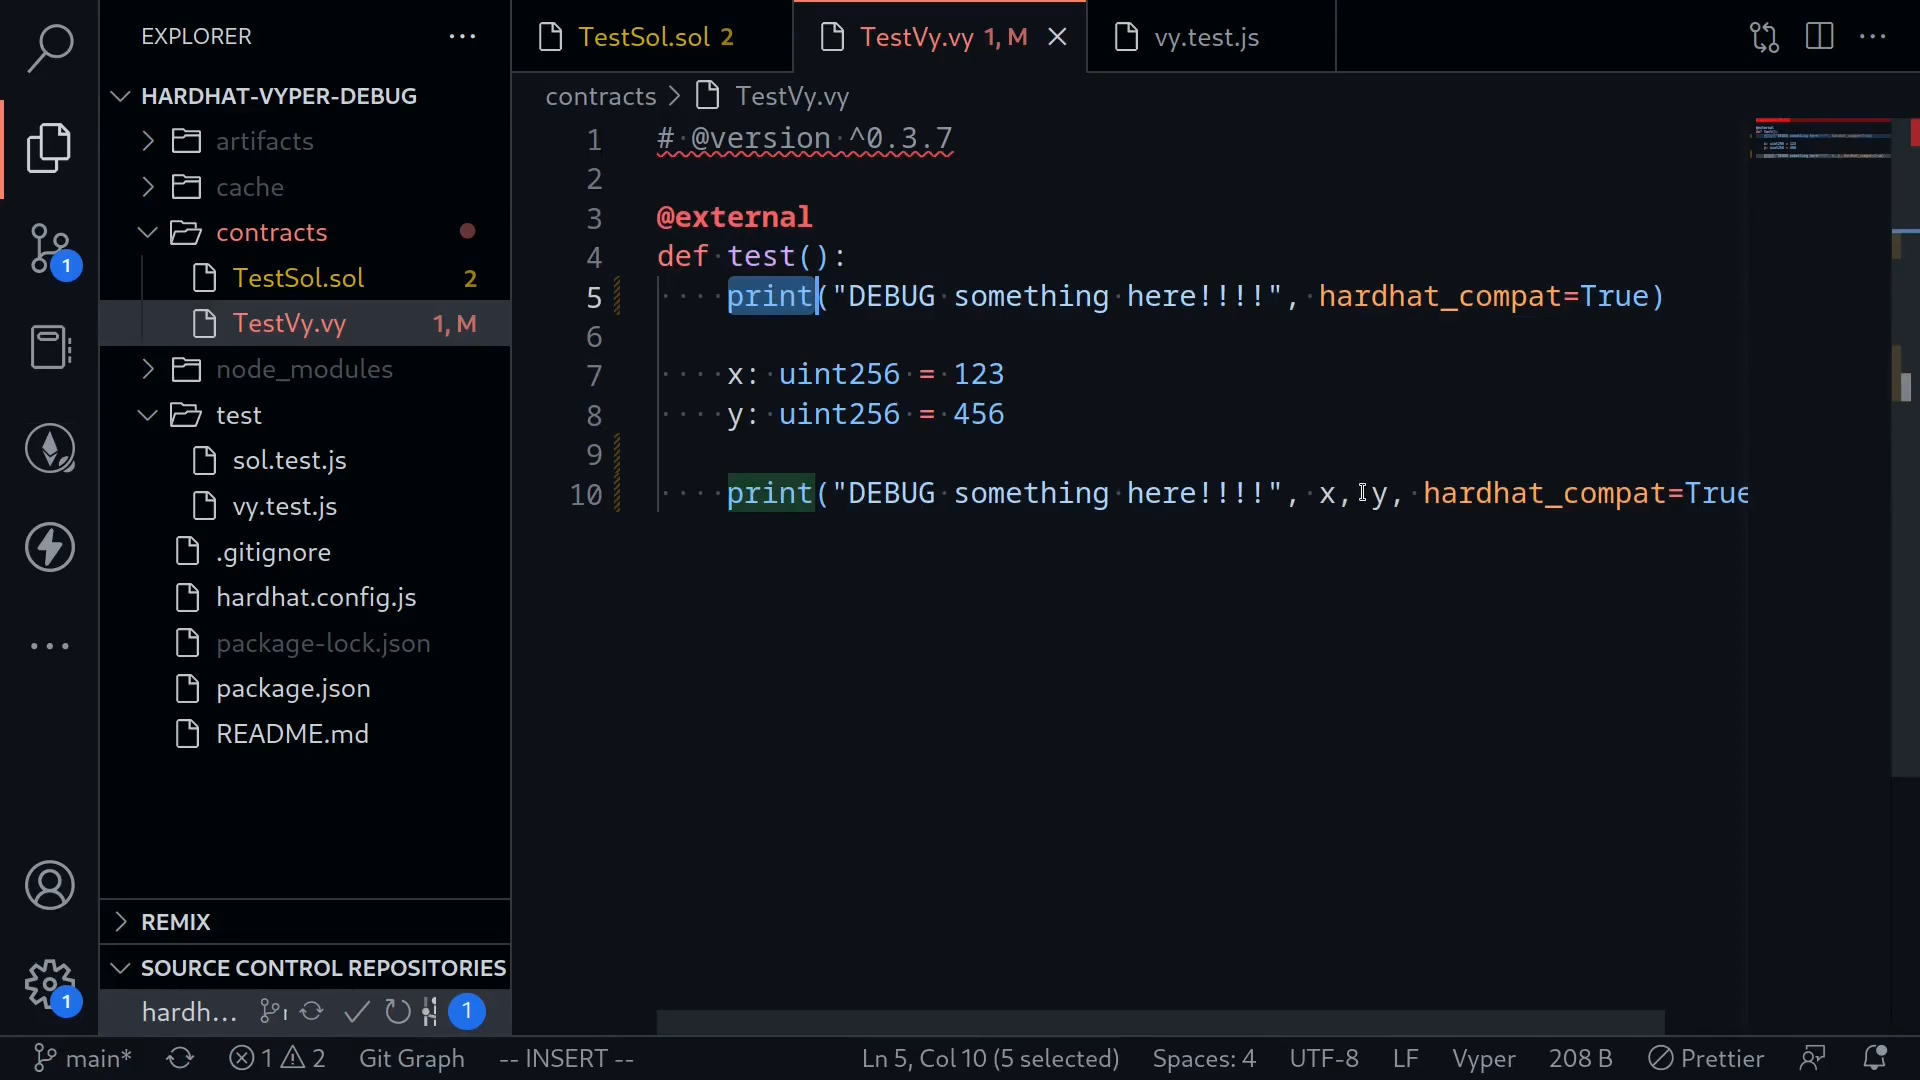 EXPLORER
HARDHAT-VYPER-DEBUG
artifacts
cache
contracts
TestSol.sol 2
TestVy.vy 1, M
node_modules
test
sol.test.js
vy.test.js
.gitignore
hardhat.config.js
package-lock.json
package.json
README.md
REMIX
SOURCE CONTROL REPOSITORIES
hardh... 1
1
1
TestSol.sol 2
TestVy.vy 1, M
vy.test.js
contracts > TestVy.vy
1 # @version ^0.3.7
2
3 @external
4 def test():
5 print("DEBUG something here!!!!", hardhat_compat=True)
6
7 x: uint256 = 123
8 y: uint256 = 456
9
10 print("DEBUG something here!!!!", x, y, hardhat_compat=True
main* 1 2 Git Graph -- INSERT -- Ln 5, Col 10 (5 selected) Spaces: 4 UTF-8 LF Vyper 208 B Prettier